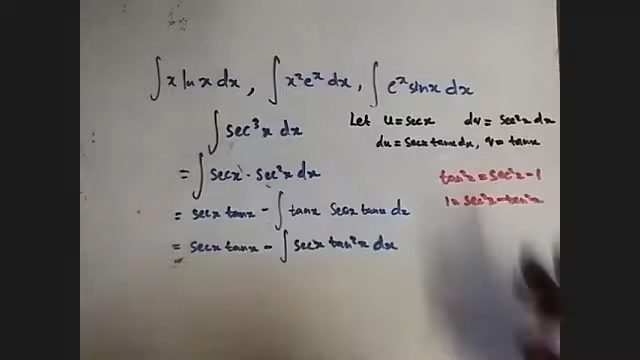 ∫ x ln x dx , ∫ x²eˣ dx , ∫ eˣ sinx dx
∫ sec³x dx
Let u = secx dv = sec²x dx
du = secx tanx dx, v = tanx
= ∫ secx · sec²x dx
tan²x = sec²x - 1
1 = sec²x - tan²x
= secx tanx - ∫ tanx secx tanx dx
= secx tanx - ∫ secx tan²x dx